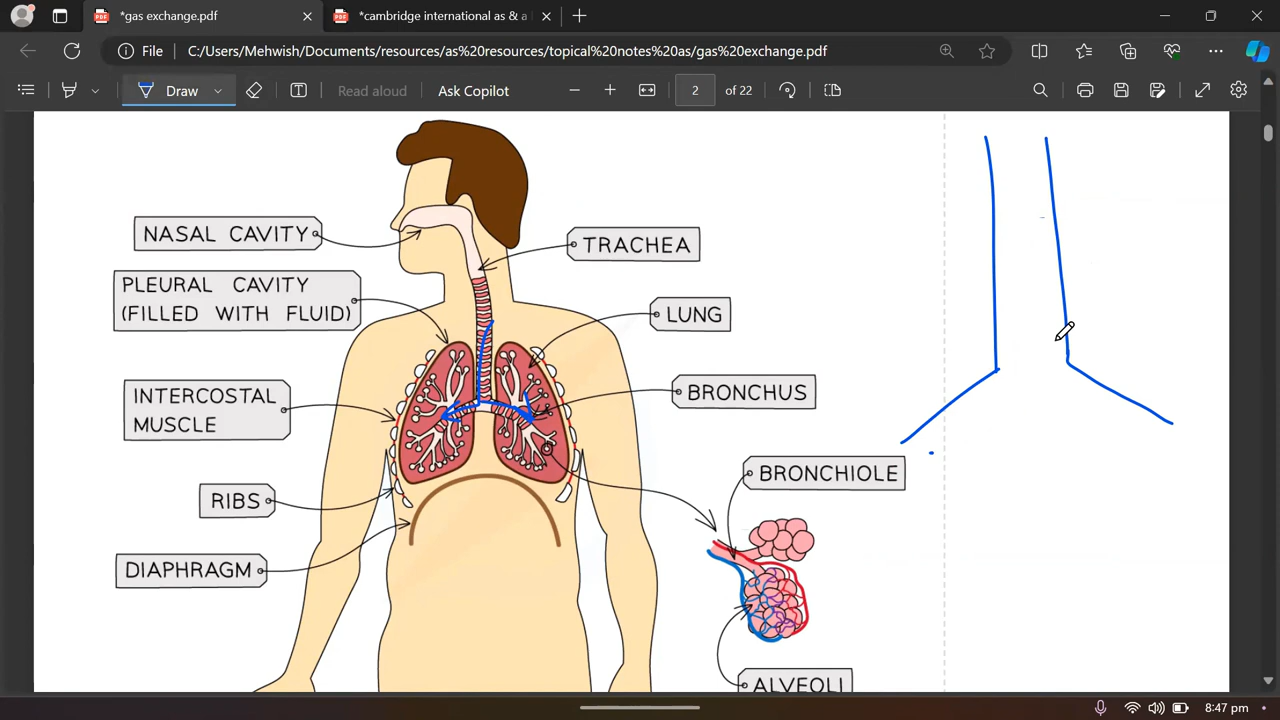 *gas exchange.pdf
*cambridge international as & a
File
C:/Users/Mehwish/Documents/resources/as%20resources/topical%20notes%20as/gas%20exchange.pdf
Draw
Read aloud
Ask Copilot
2
of 22
NASAL CAVITY
TRACHEA
PLEURAL CAVITY
(FILLED WITH FLUID)
LUNG
INTERCOSTAL
MUSCLE
BRONCHUS
BRONCHIOLE
RIBS
DIAPHRAGM
ALVEOLI
8:47 pm